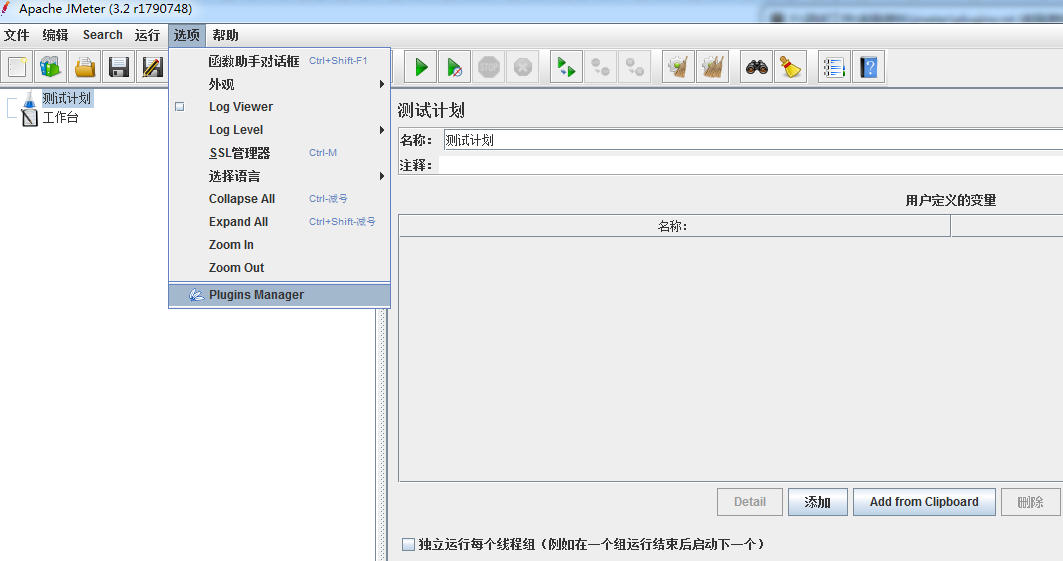 Apache JMeter (3.2 r1790748)
文件 编辑 Search 运行 选项 帮助
函数助手对话框 Ctrl+Shift-F1
外观
Log Viewer
Log Level
SSL管理器 Ctrl-M
选择语言
Collapse All Ctrl-减号
Expand All Ctrl+Shift-减号
Zoom In
Zoom Out
Plugins Manager
STOP
测试计划
工作台
测试计划
名称： 测试计划
注释：
用户定义的变量
名称：
Detail 添加 Add from Clipboard 删除
独立运行每个线程组（例如在一个组运行结束后启动下一个）